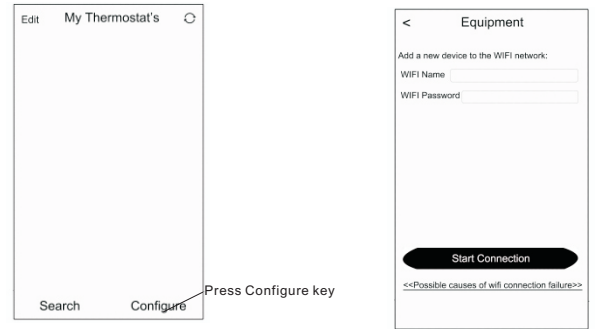 Edit My Thermostat's
Search Configure
Press Configure key
< Equipment
Add a new device to the WIFI network:
WIFI Name
WIFI Password
Start Connection
<<Possible causes of wifi connection failure>>